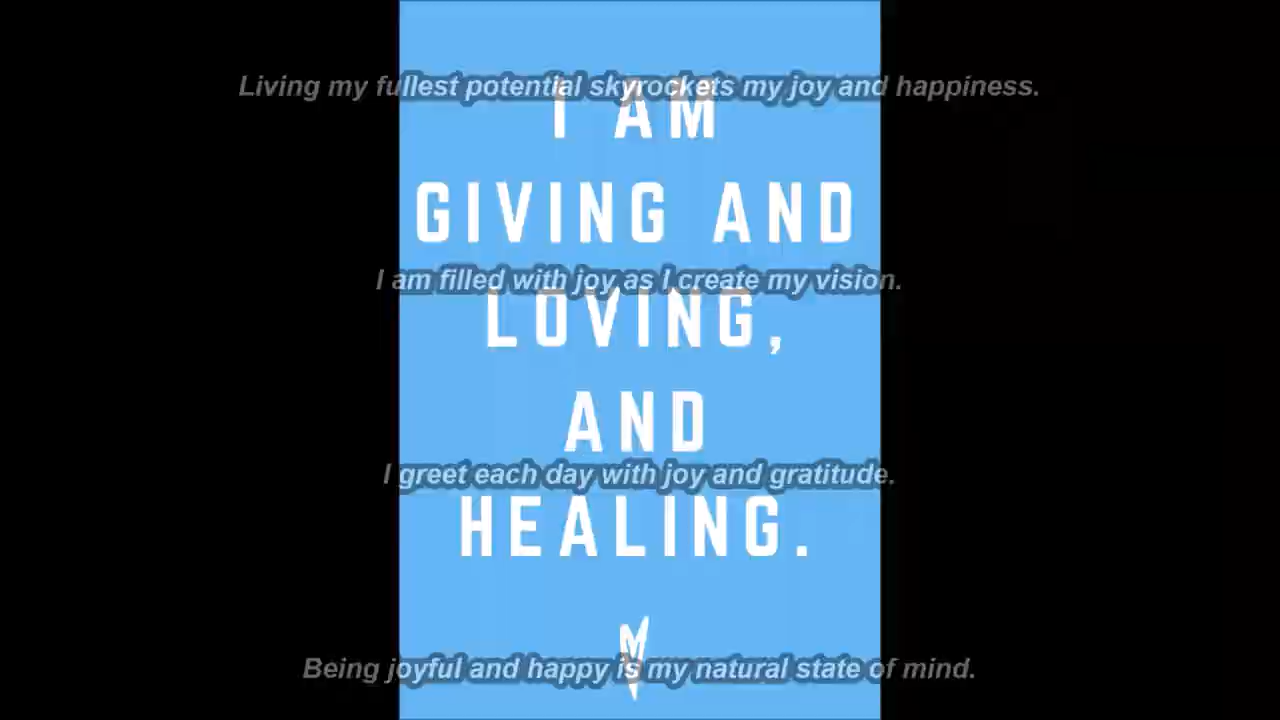 Living my fullest potential skyrockets my joy and happiness.
I AM
GIVING AND
I am filled with joy as I create my vision.
LOVING,
AND
I greet each day with joy and gratitude.
HEALING.
M
Being joyful and happy is my natural state of mind.